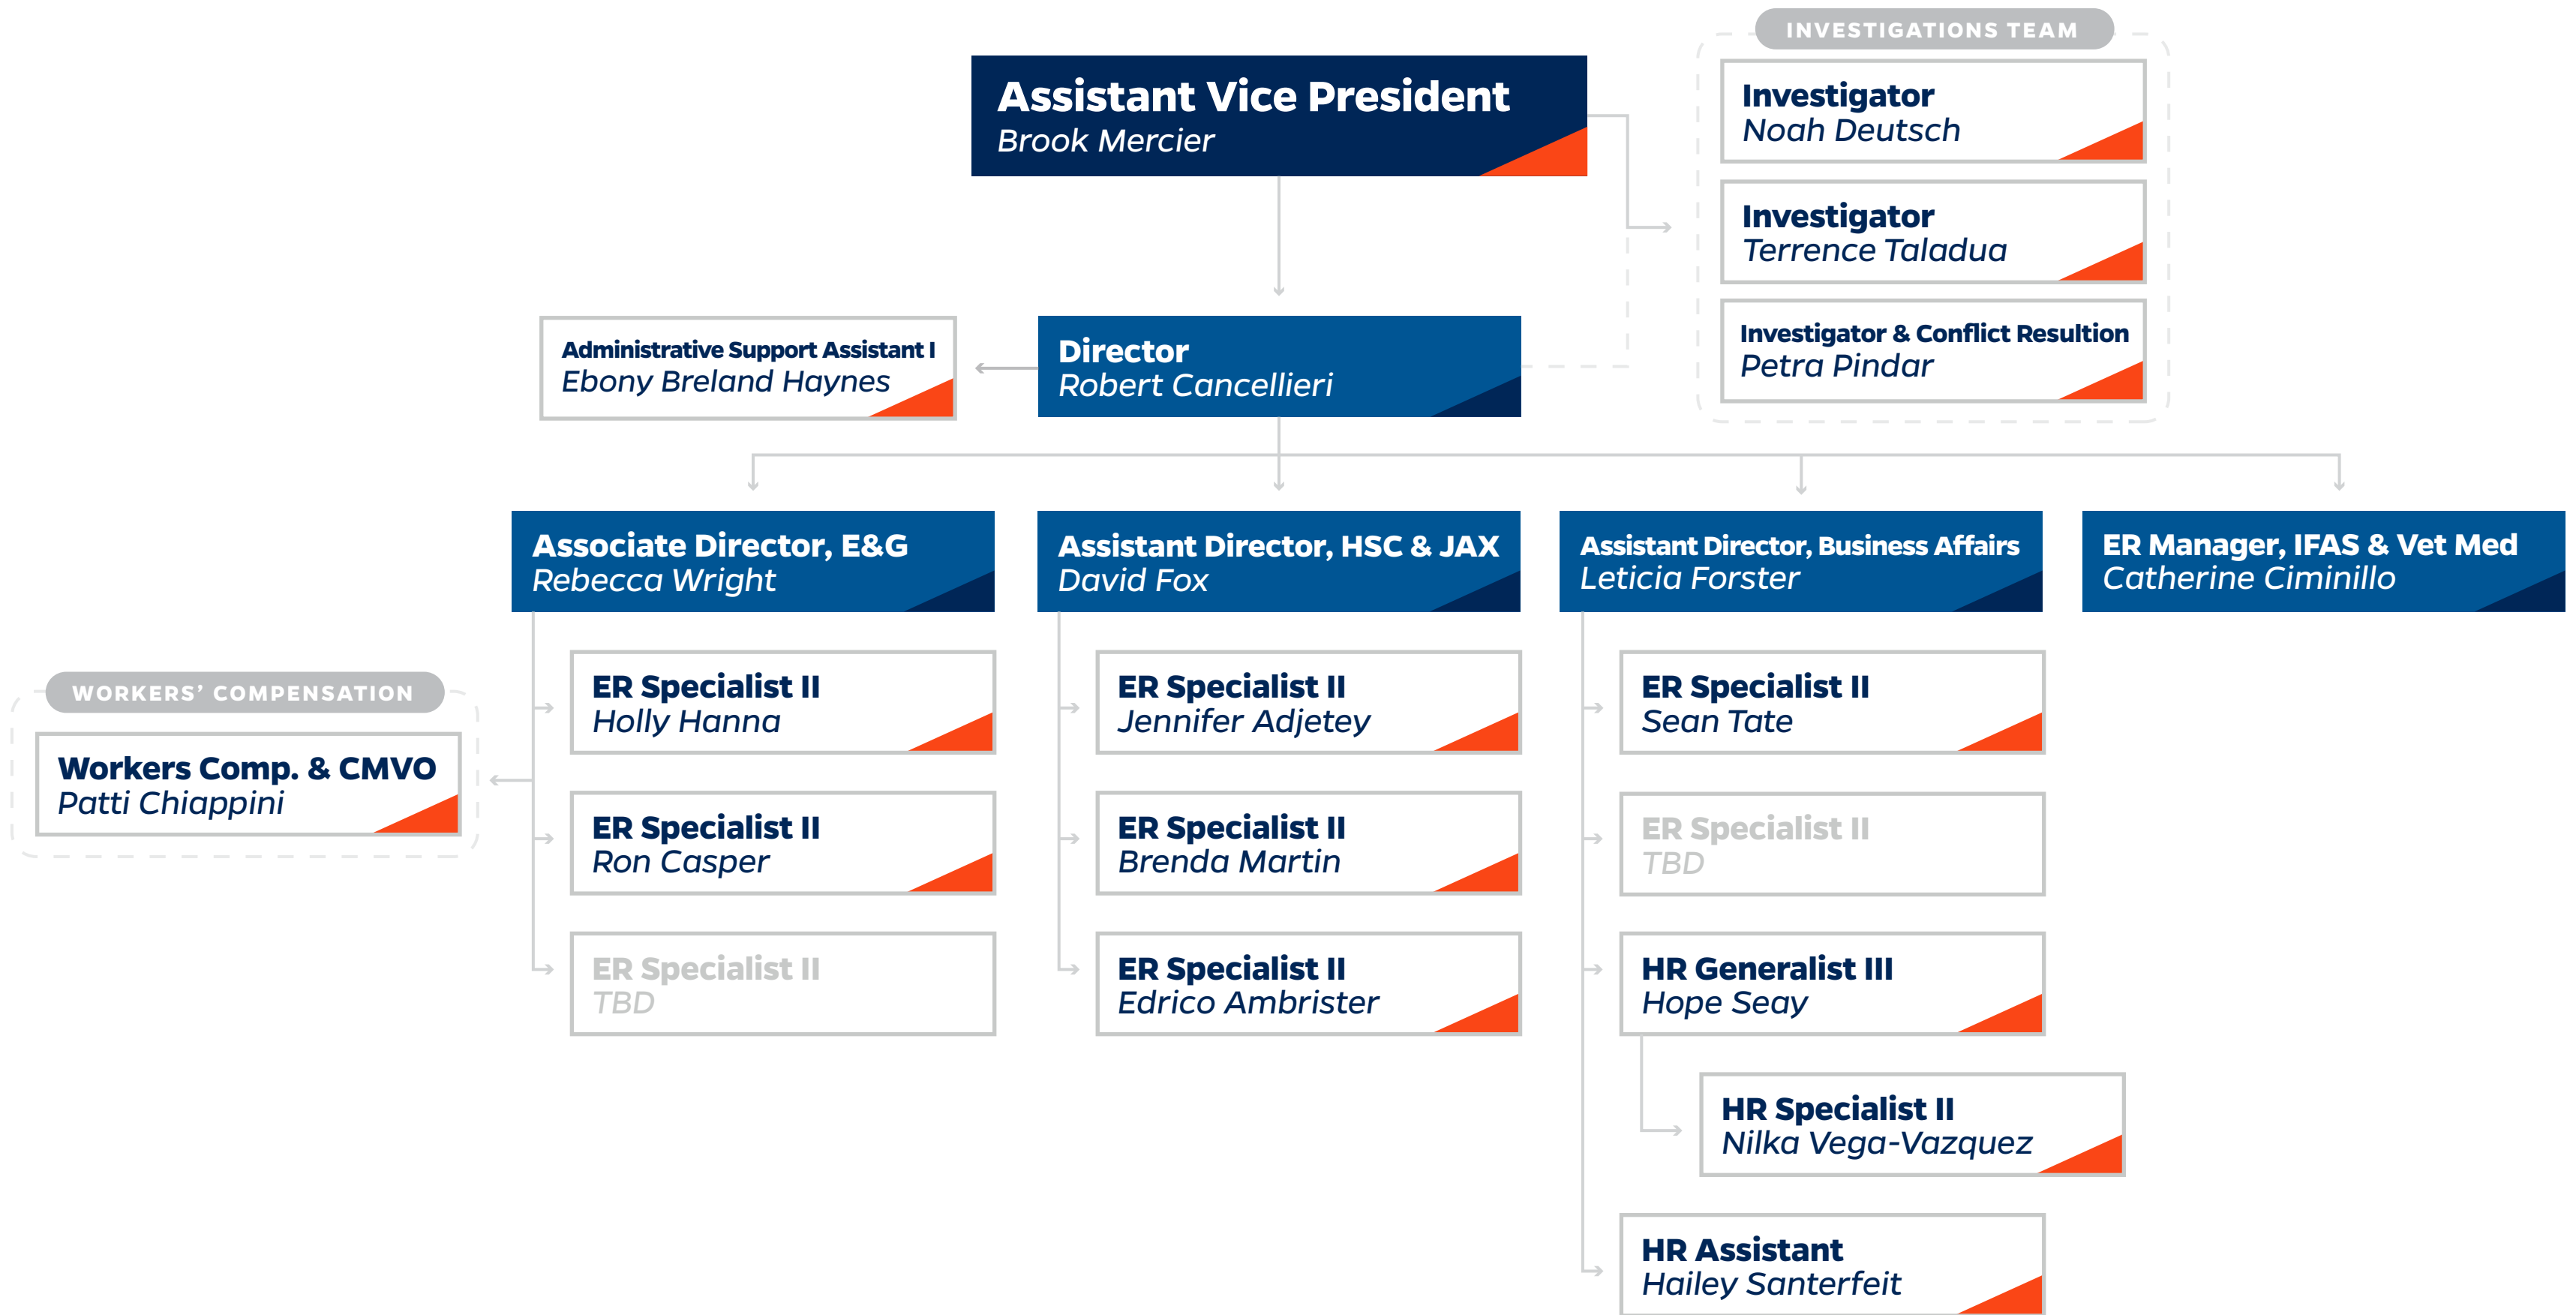 INVESTIGATIONS TEAM
Assistant Vice President
Brook Mercier
Investigator
Noah Deutsch
Investigator
Terrence Taladua
Investigator & Conflict Resultion
Petra Pindar
Administrative Support Assistant I
Ebony Breland Haynes
Director
Robert Cancellieri
Associate Director, E&G
Rebecca Wright
Assistant Director, HSC & JAX
David Fox
Assistant Director, Business Affairs
Leticia Forster
ER Manager, IFAS & Vet Med
Catherine Ciminillo
WORKERS’ COMPENSATION
Workers Comp. & CMVO
Patti Chiappini
ER Specialist II
Holly Hanna
ER Specialist II
Ron Casper
ER Specialist II
TBD
ER Specialist II
Jennifer Adjetey
ER Specialist II
Brenda Martin
ER Specialist II
Edrico Ambrister
ER Specialist II
Sean Tate
ER Specialist II
TBD
HR Generalist III
Hope Seay
HR Specialist II
Nilka Vega-Vazquez
HR Assistant
Hailey Santerfeit